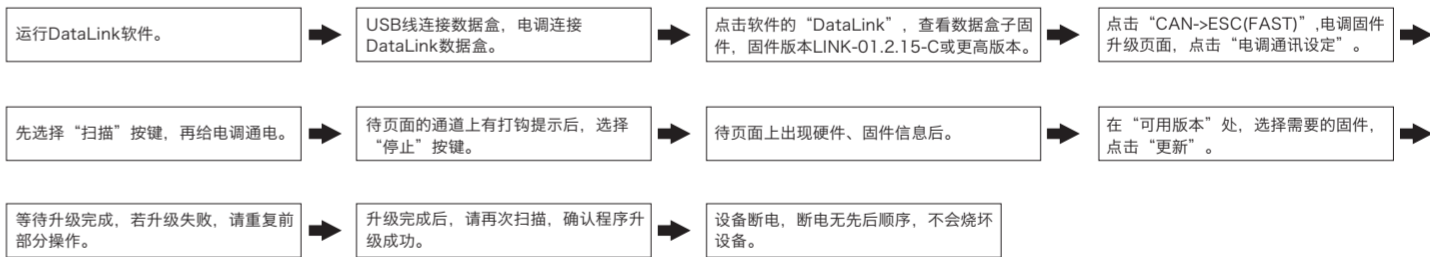 运行DataLink软件。
USB线连接数据盒，电调连接
DataLink数据盒。
点击软件的“DataLink”，查看数据盒子固
件，固件版本LINK-01.2.15-C或更高版本。
点击“CAN->ESC(FAST)”,电调固件
升级页面，点击“电调通讯设定”。
先选择“扫描”按键，再给电调通电。
待页面的通道上有打钩提示后，选择
“停止”按键。
待页面上出现硬件、固件信息后。
在“可用版本”处，选择需要的固件，
点击“更新”。
等待升级完成，若升级失败，请重复前
部分操作。
升级完成后，请再次扫描，确认程序升
级成功。
设备断电，断电无先后顺序，不会烧坏
设备。